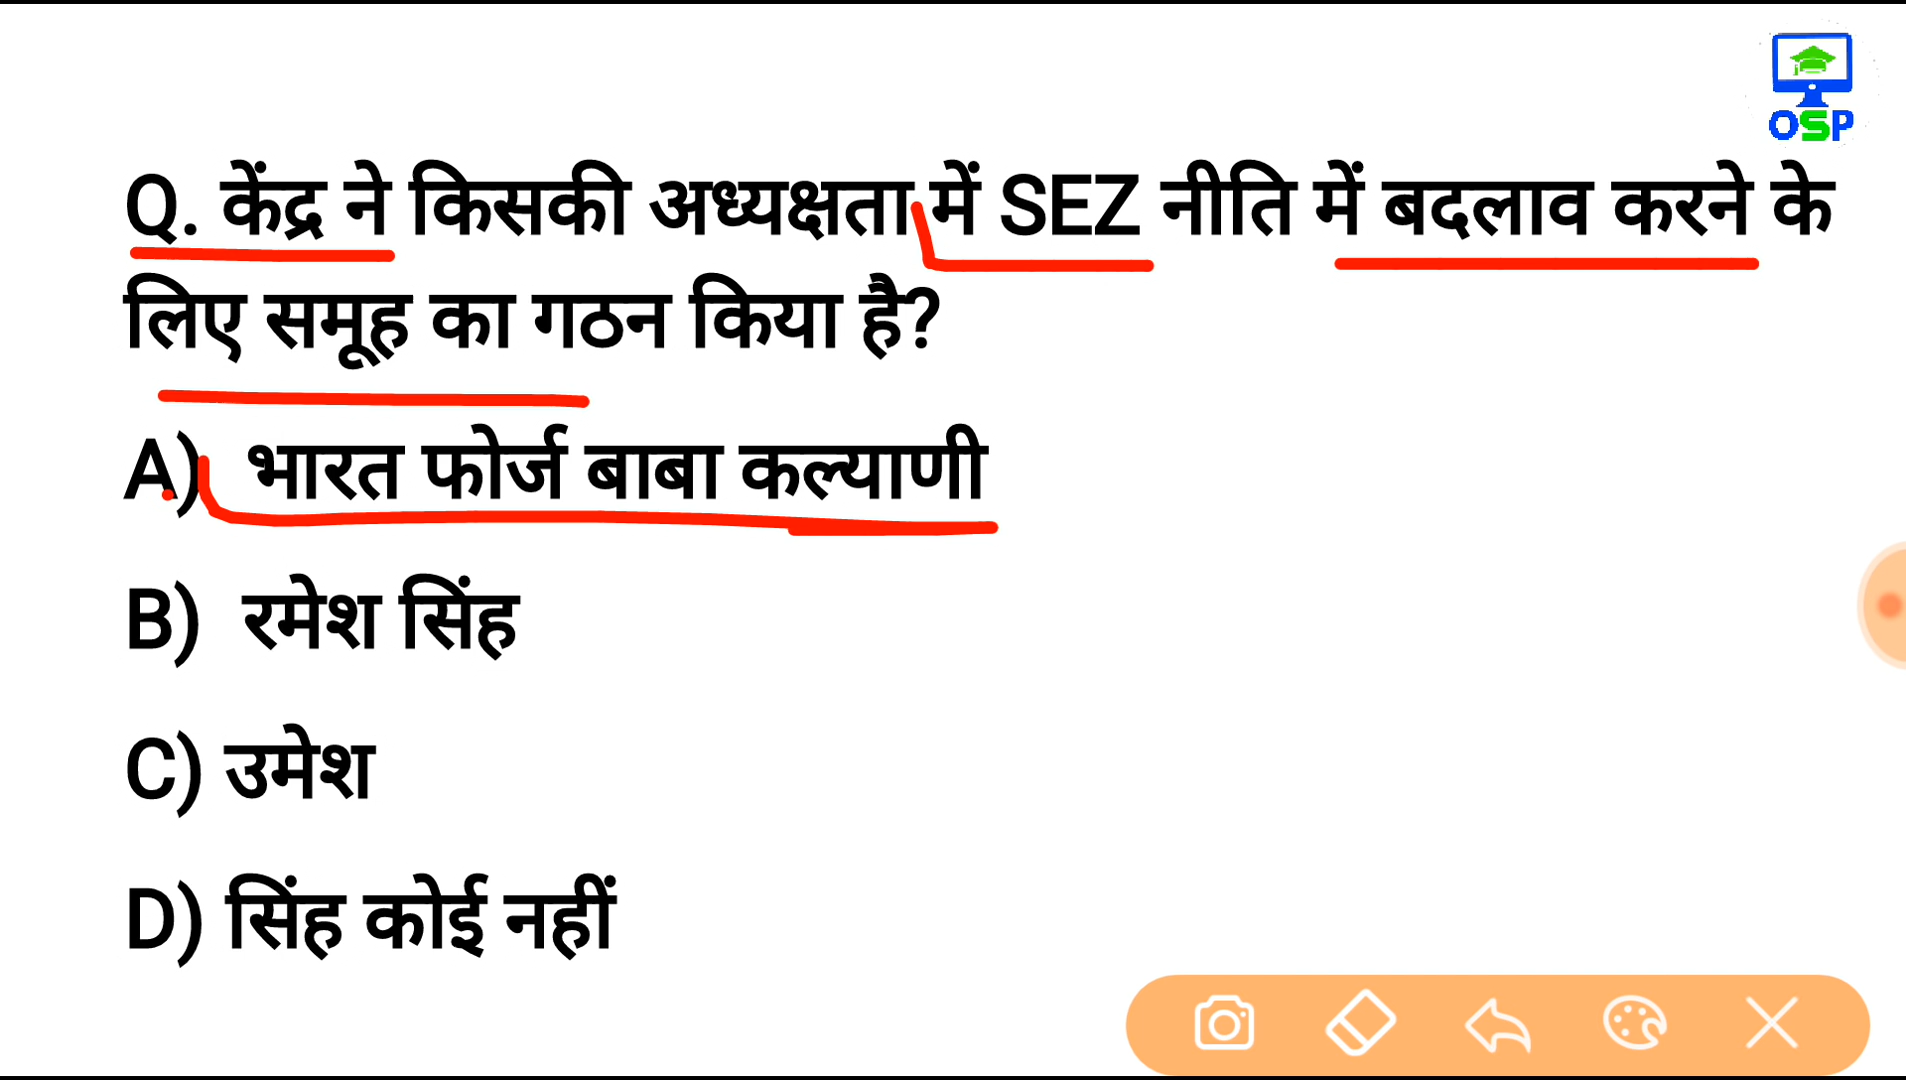 OSP
Q. केंद्र ने किसकी अध्यक्षता में SEZ नीति में बदलाव करने के
लिए समूह का गठन किया है?
A) भारत फोर्ज बाबा कल्याणी
B) रमेश सिंह
C) उमेश
D) सिंह कोई नहीं